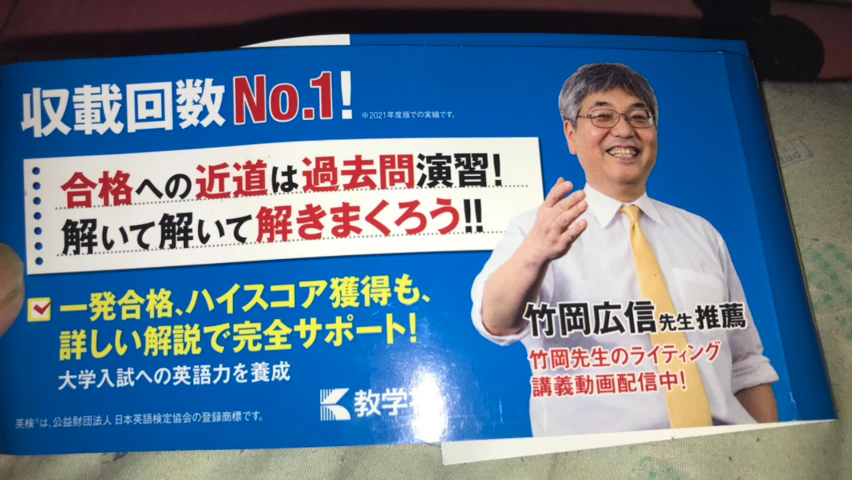 収載回数No.1!
※2021年度版での実績です。
合格への近道は過去問演習!
解いて解いて解きまくろう!!
一発合格、ハイスコア獲得も、
詳しい解説で完全サポート!
大学入試への英語力を養成
竹岡広信先生推薦
竹岡先生のライティング
講義動画配信中!
教学
英検®は、公益財団法人 日本英語検定協会の登録商標です。